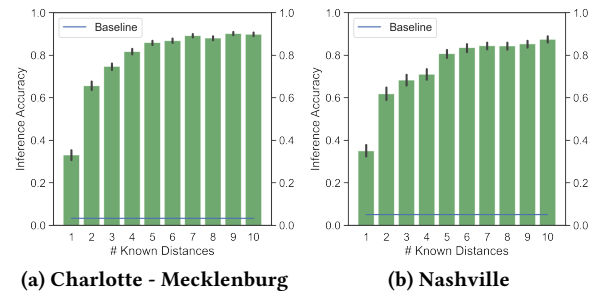 Baseline
Baseline
1.0
0.8
0.6
0.4
0.2
0.0
Inference Accuracy
1.0
0.8
0.6
0.4
0.2
0.0
1 2 3 4 5 6 7 8 9 10
# Known Distances
(a) Charlotte - Mecklenburg
1.0
0.8
0.6
0.4
0.2
0.0
Inference Accuracy
1.0
0.8
0.6
0.4
0.2
0.0
1 2 3 4 5 6 7 8 9 10
# Known Distances
(b) Nashville